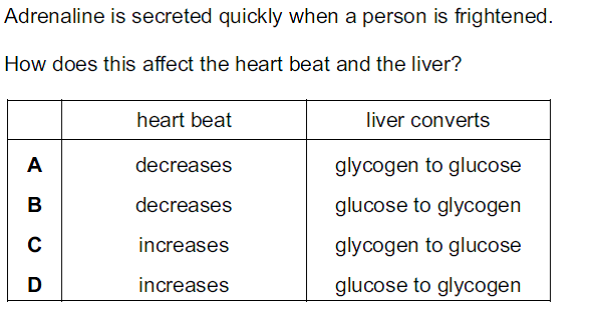 Adrenaline is secreted quickly when a person is frightened.
How does this affect the heart beat and the liver?
heart beat liver converts
A decreases glycogen to glucose
B decreases glucose to glycogen
C increases glycogen to glucose
D increases glucose to glycogen